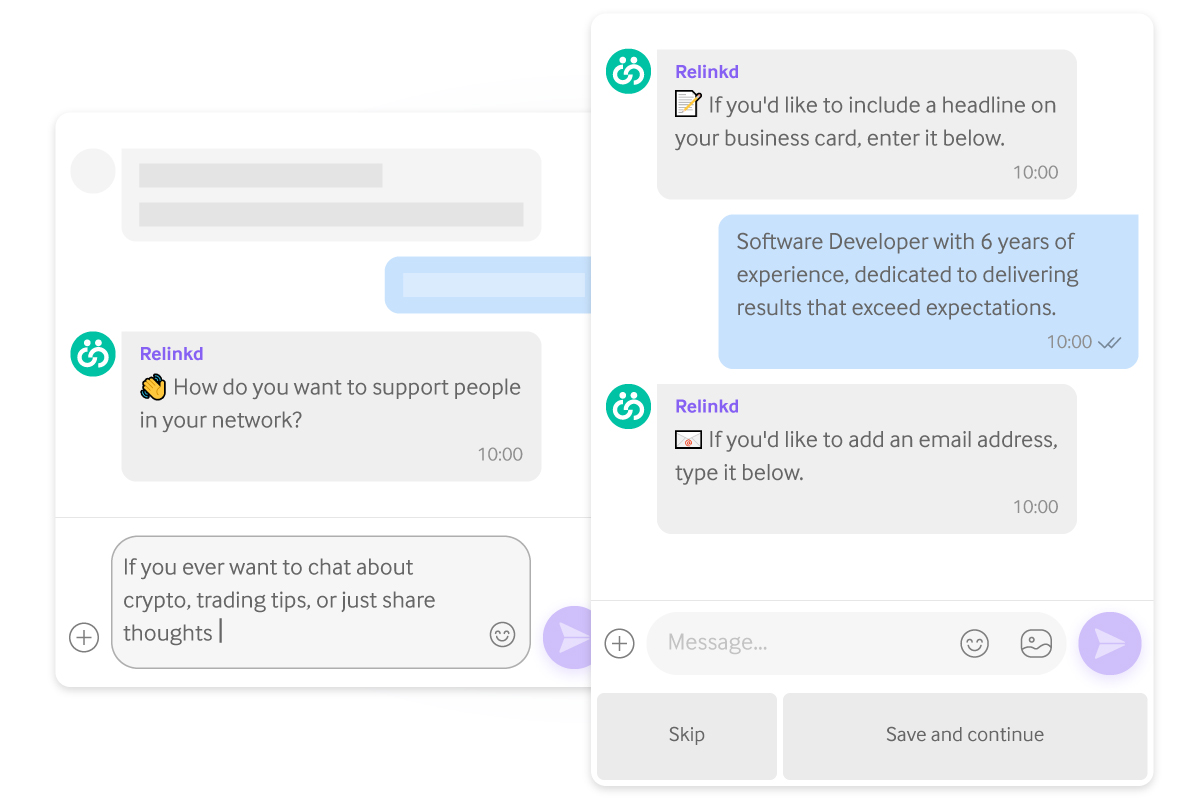 Relinkd
👋 How do you want to support people
in your network?
10:00
If you ever want to chat about
crypto, trading tips, or just share
thoughts
Relinkd
📝 If you'd like to include a headline on
your business card, enter it below.
10:00
Software Developer with 6 years of
experience, dedicated to delivering
results that exceed expectations.
10:00
Relinkd
📧 If you'd like to add an email address,
type it below.
10:00
Message...
Skip
Save and continue